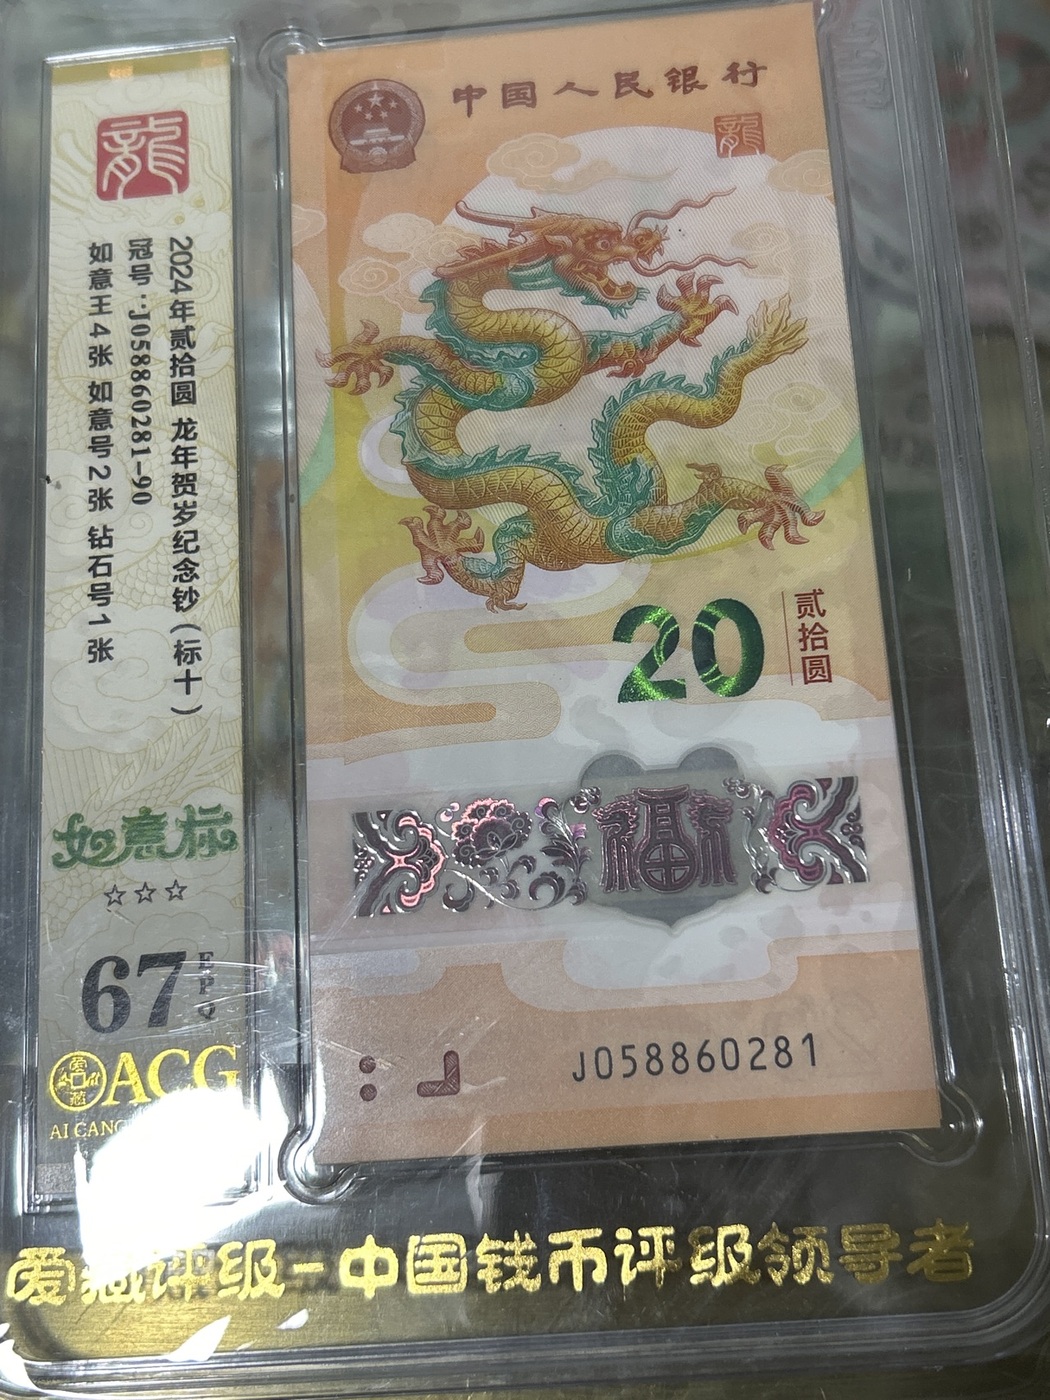 龍
2024年贰拾圆 龙年贺岁纪念钞（标十）
冠号：J058860281-90
如意王4张 如意号2张 钻石号1张
如意标
☆☆☆
67 EPQ
ACG
中国人民银行
龍
20
贰拾圆
福
J058860281
爱藏评级-中国钱币评级领导者